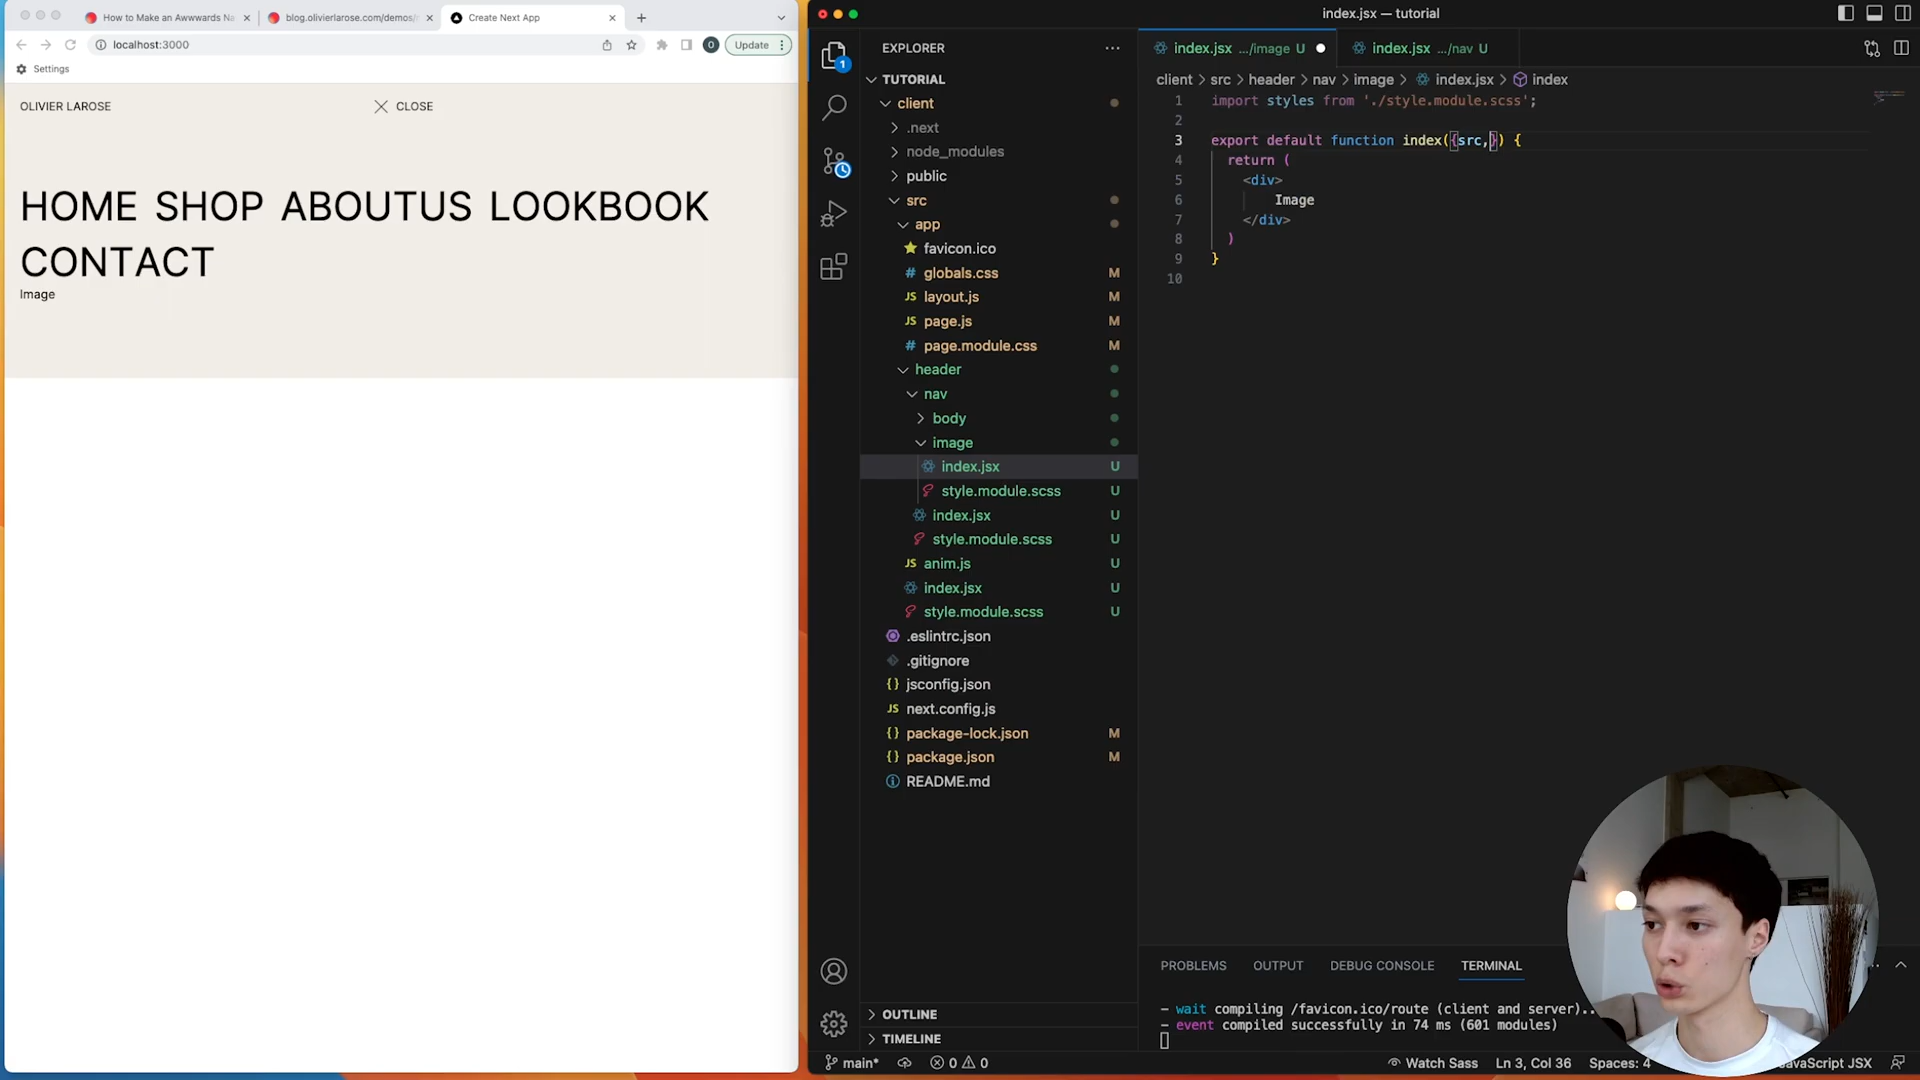 How to Make an Awwwards Na
blog.olivierlarose.com/demos/
Create Next App
localhost:3000
O
Update
Settings
OLIVIER LAROSE
CLOSE
HOME SHOP ABOUTUS LOOKBOOK
CONTACT
Image
index.jsx — tutorial
1
EXPLORER
TUTORIAL
client
.next
node_modules
public
src
app
favicon.ico
globals.css M
layout.js M
page.js M
page.module.css M
header
nav
body
image
index.jsx U
style.module.scss U
index.jsx U
style.module.scss U
anim.js U
index.jsx U
style.module.scss U
.eslintrc.json
.gitignore
jsconfig.json
next.config.js
package-lock.json M
package.json M
README.md
OUTLINE
TIMELINE
index.jsx .../image U
index.jsx .../nav U
client > src > header > nav > image > index.jsx > index
1 import styles from './style.module.scss';
2
3 export default function index({src,}) {
4 return (
5 <div>
6 Image
7 </div>
8 )
9 }
10
PROBLEMS OUTPUT DEBUG CONSOLE TERMINAL
- wait compiling /favicon.ico/route (client and server)..
- event compiled successfully in 74 ms (601 modules)
main* 0 0 Watch Sass Ln 3, Col 36 Spaces: 4 JavaScript JSX